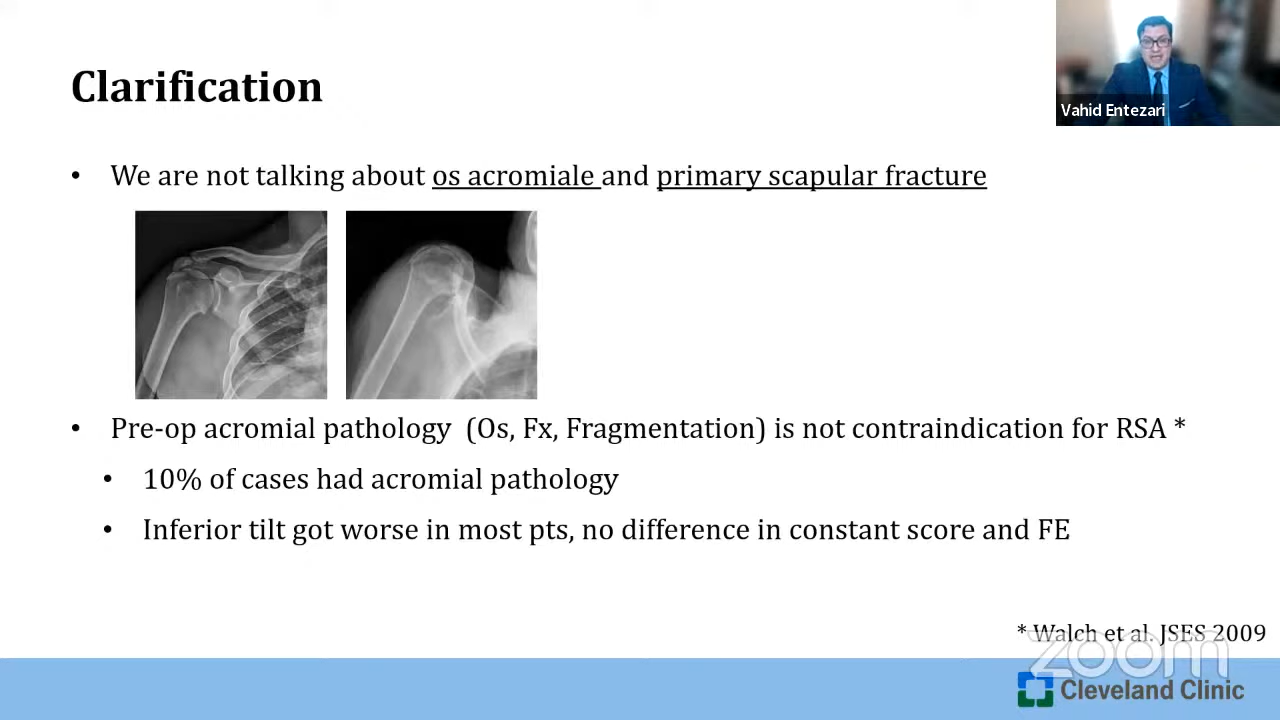 Clarification
Vahid Entezari
• We are not talking about os acromiale and primary scapular fracture
• Pre-op acromial pathology (Os, Fx, Fragmentation) is not contraindication for RSA *
• 10% of cases had acromial pathology
• Inferior tilt got worse in most pts, no difference in constant score and FE
* Walch et al. JSES 2009
zoom
Cleveland Clinic